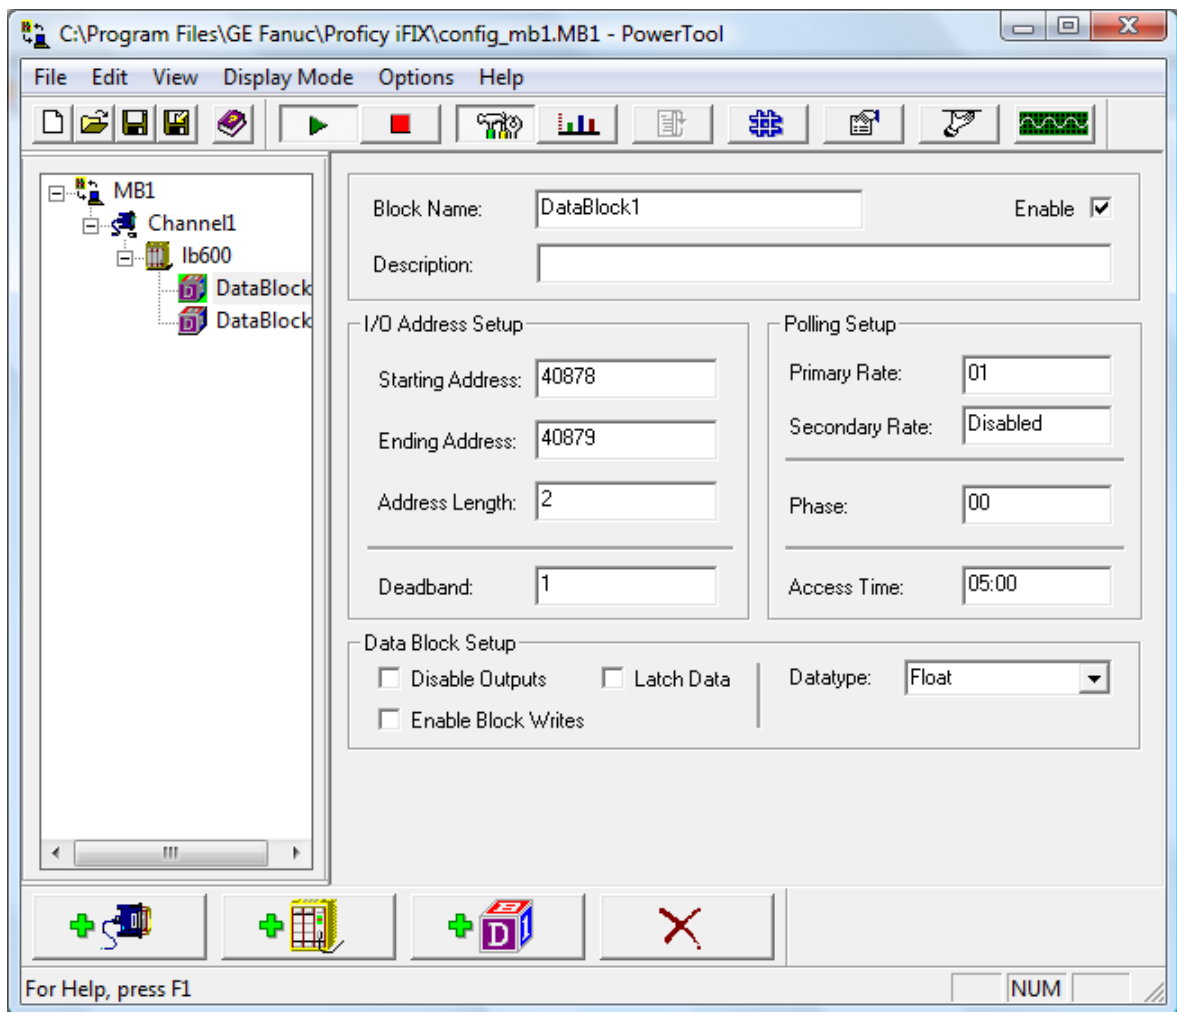 C:\Program Files\GE Fanuc\Proficy iFIX\config_mb1.MB1 - PowerTool
File Edit View Display Mode Options Help
MB1
Channel1
Ib600
DataBlock
DataBlock
Block Name: DataBlock1 Enable
Description:
I/O Address Setup
Starting Address: 40878
Ending Address: 40879
Address Length: 2
Deadband: 1
Polling Setup
Primary Rate: 01
Secondary Rate: Disabled
Phase: 00
Access Time: 05:00
Data Block Setup
Disable Outputs Latch Data Datatype: Float
Enable Block Writes
For Help, press F1 NUM